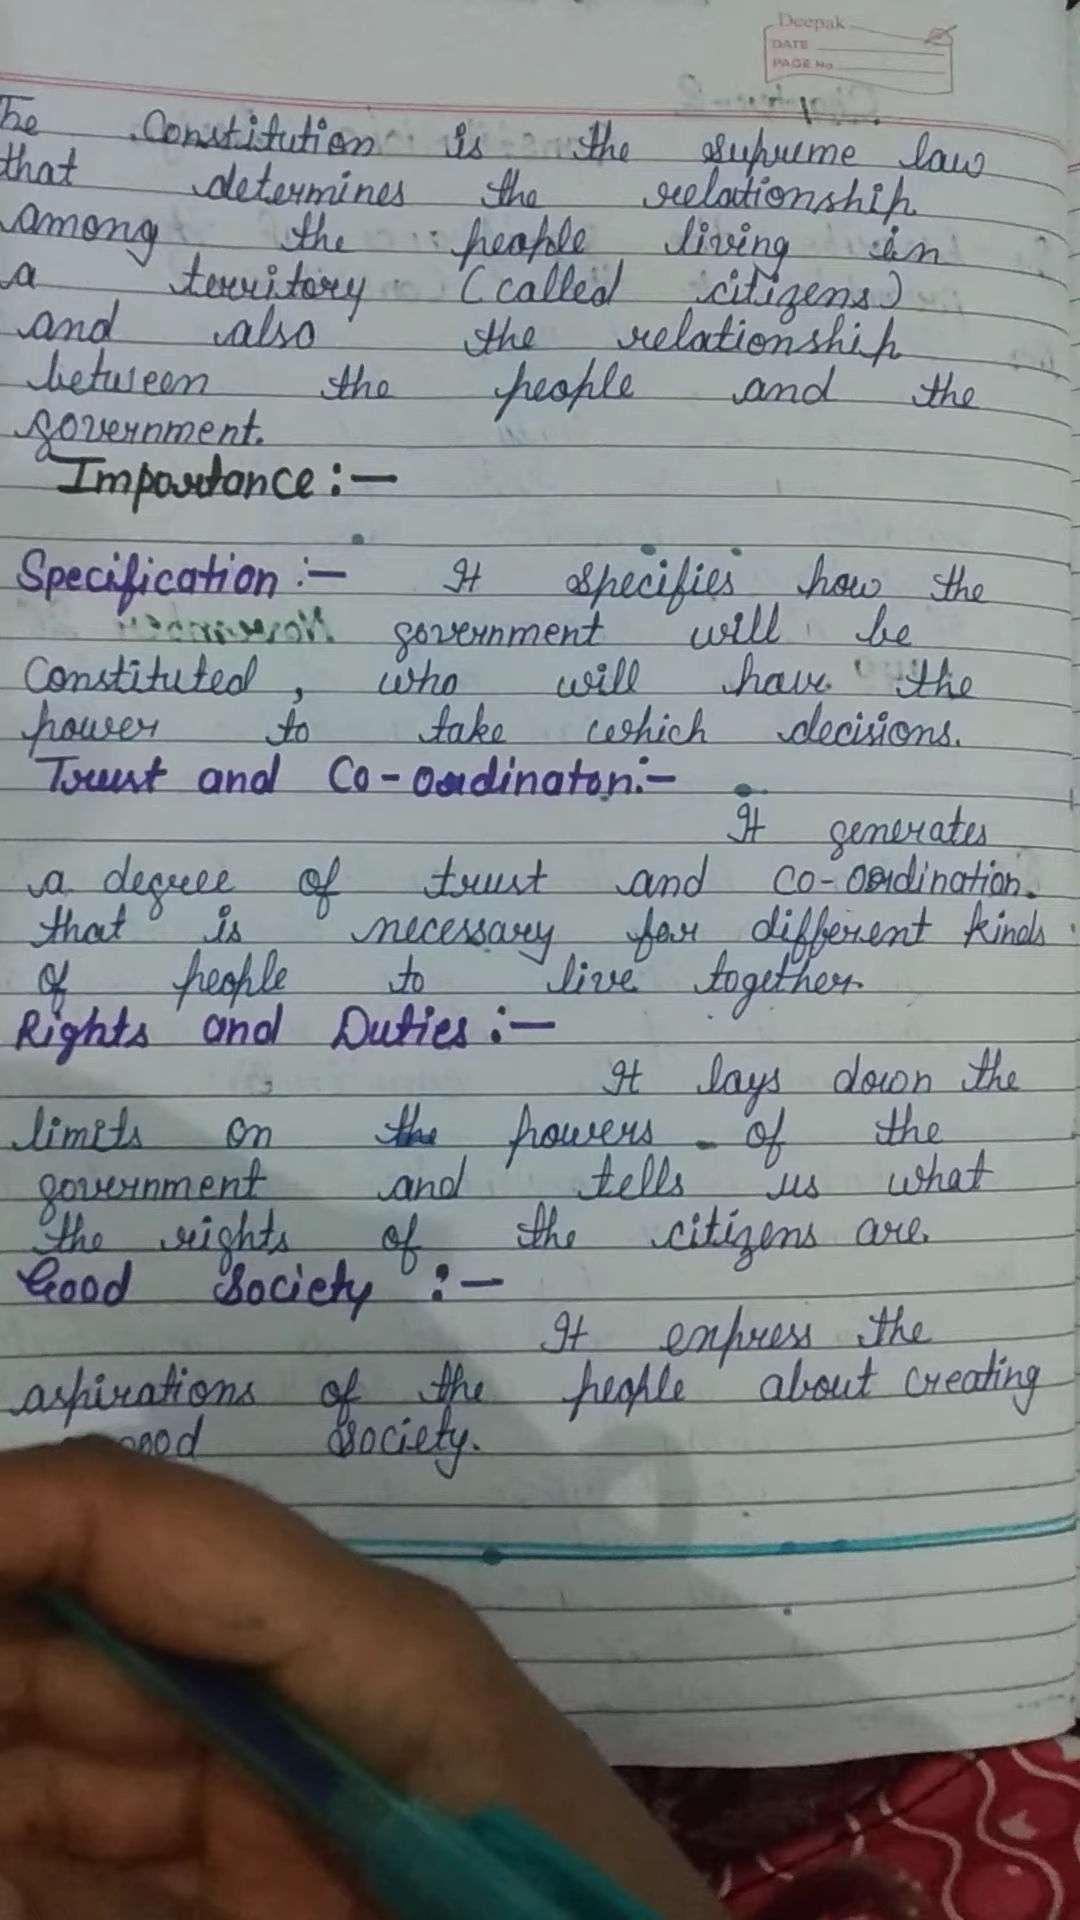 Deepak
DATE
PAGE No
The Constitution is the supreme law
that determines the relationship
among the people living in
a territory (called citizens)
and also the relationship
between the people and the
government.
Importance :-
Specification :- It specifies how the
government will be
Constituted, who will have the
power to take which decisions.
Trust and Co-ordinaton:-
It generates
a degree of trust and co-ordination.
that is necessary for different kinds
of people to live together.
Rights and Duties :-
It lays down the
limits on the powers of the
government and tells us what
the rights of the citizens are.
Good Society :-
It express the
aspirations of the people about creating
good Society.